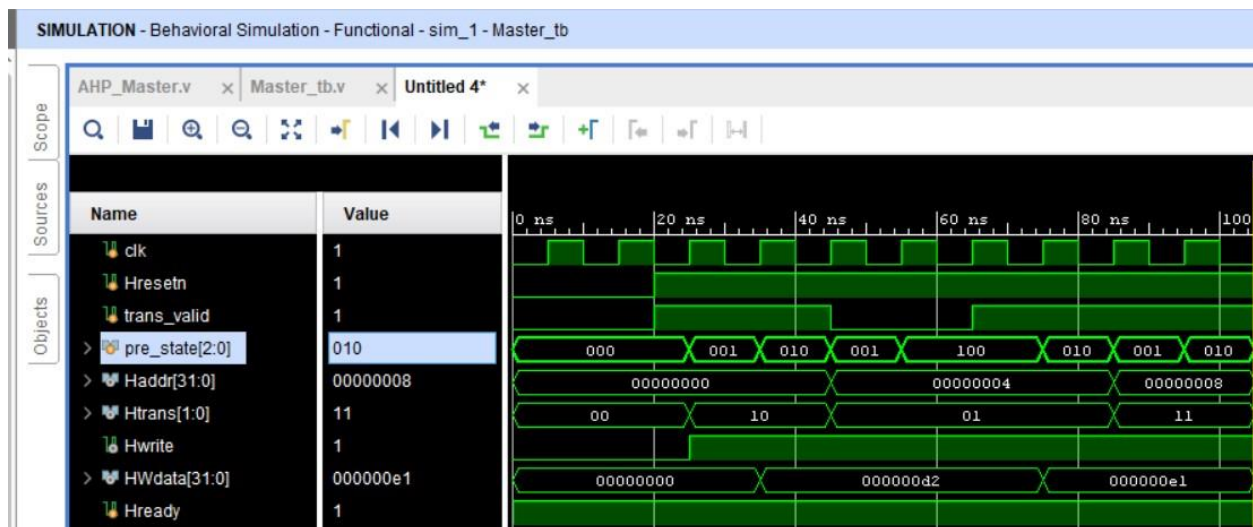 SIMULATION - Behavioral Simulation - Functional - sim_1 - Master_tb
AHP_Master.v × Master_tb.v × Untitled 4* ×
Scope
Sources
Objects
Name Value
0 ns 20 ns 40 ns 60 ns 80 ns 100
clk 1
Hresetn 1
trans_valid 1
pre_state[2:0] 010 000 001 010 001 100 010 001 010
Haddr[31:0] 00000008 00000000 00000004 00000008
Htrans[1:0] 11 00 10 01 11
Hwrite 1
HWdata[31:0] 000000e1 00000000 000000d2 000000e1
Hready 1